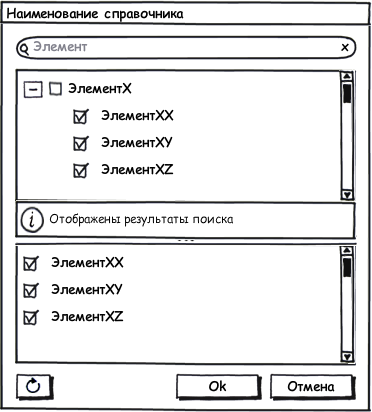 Наименование справочника
Элемент x
ЭлементX
ЭлементXX
ЭлементXY
ЭлементXZ
Отображены результаты поиска
ЭлементXX
ЭлементXY
ЭлементXZ
Ok Отмена